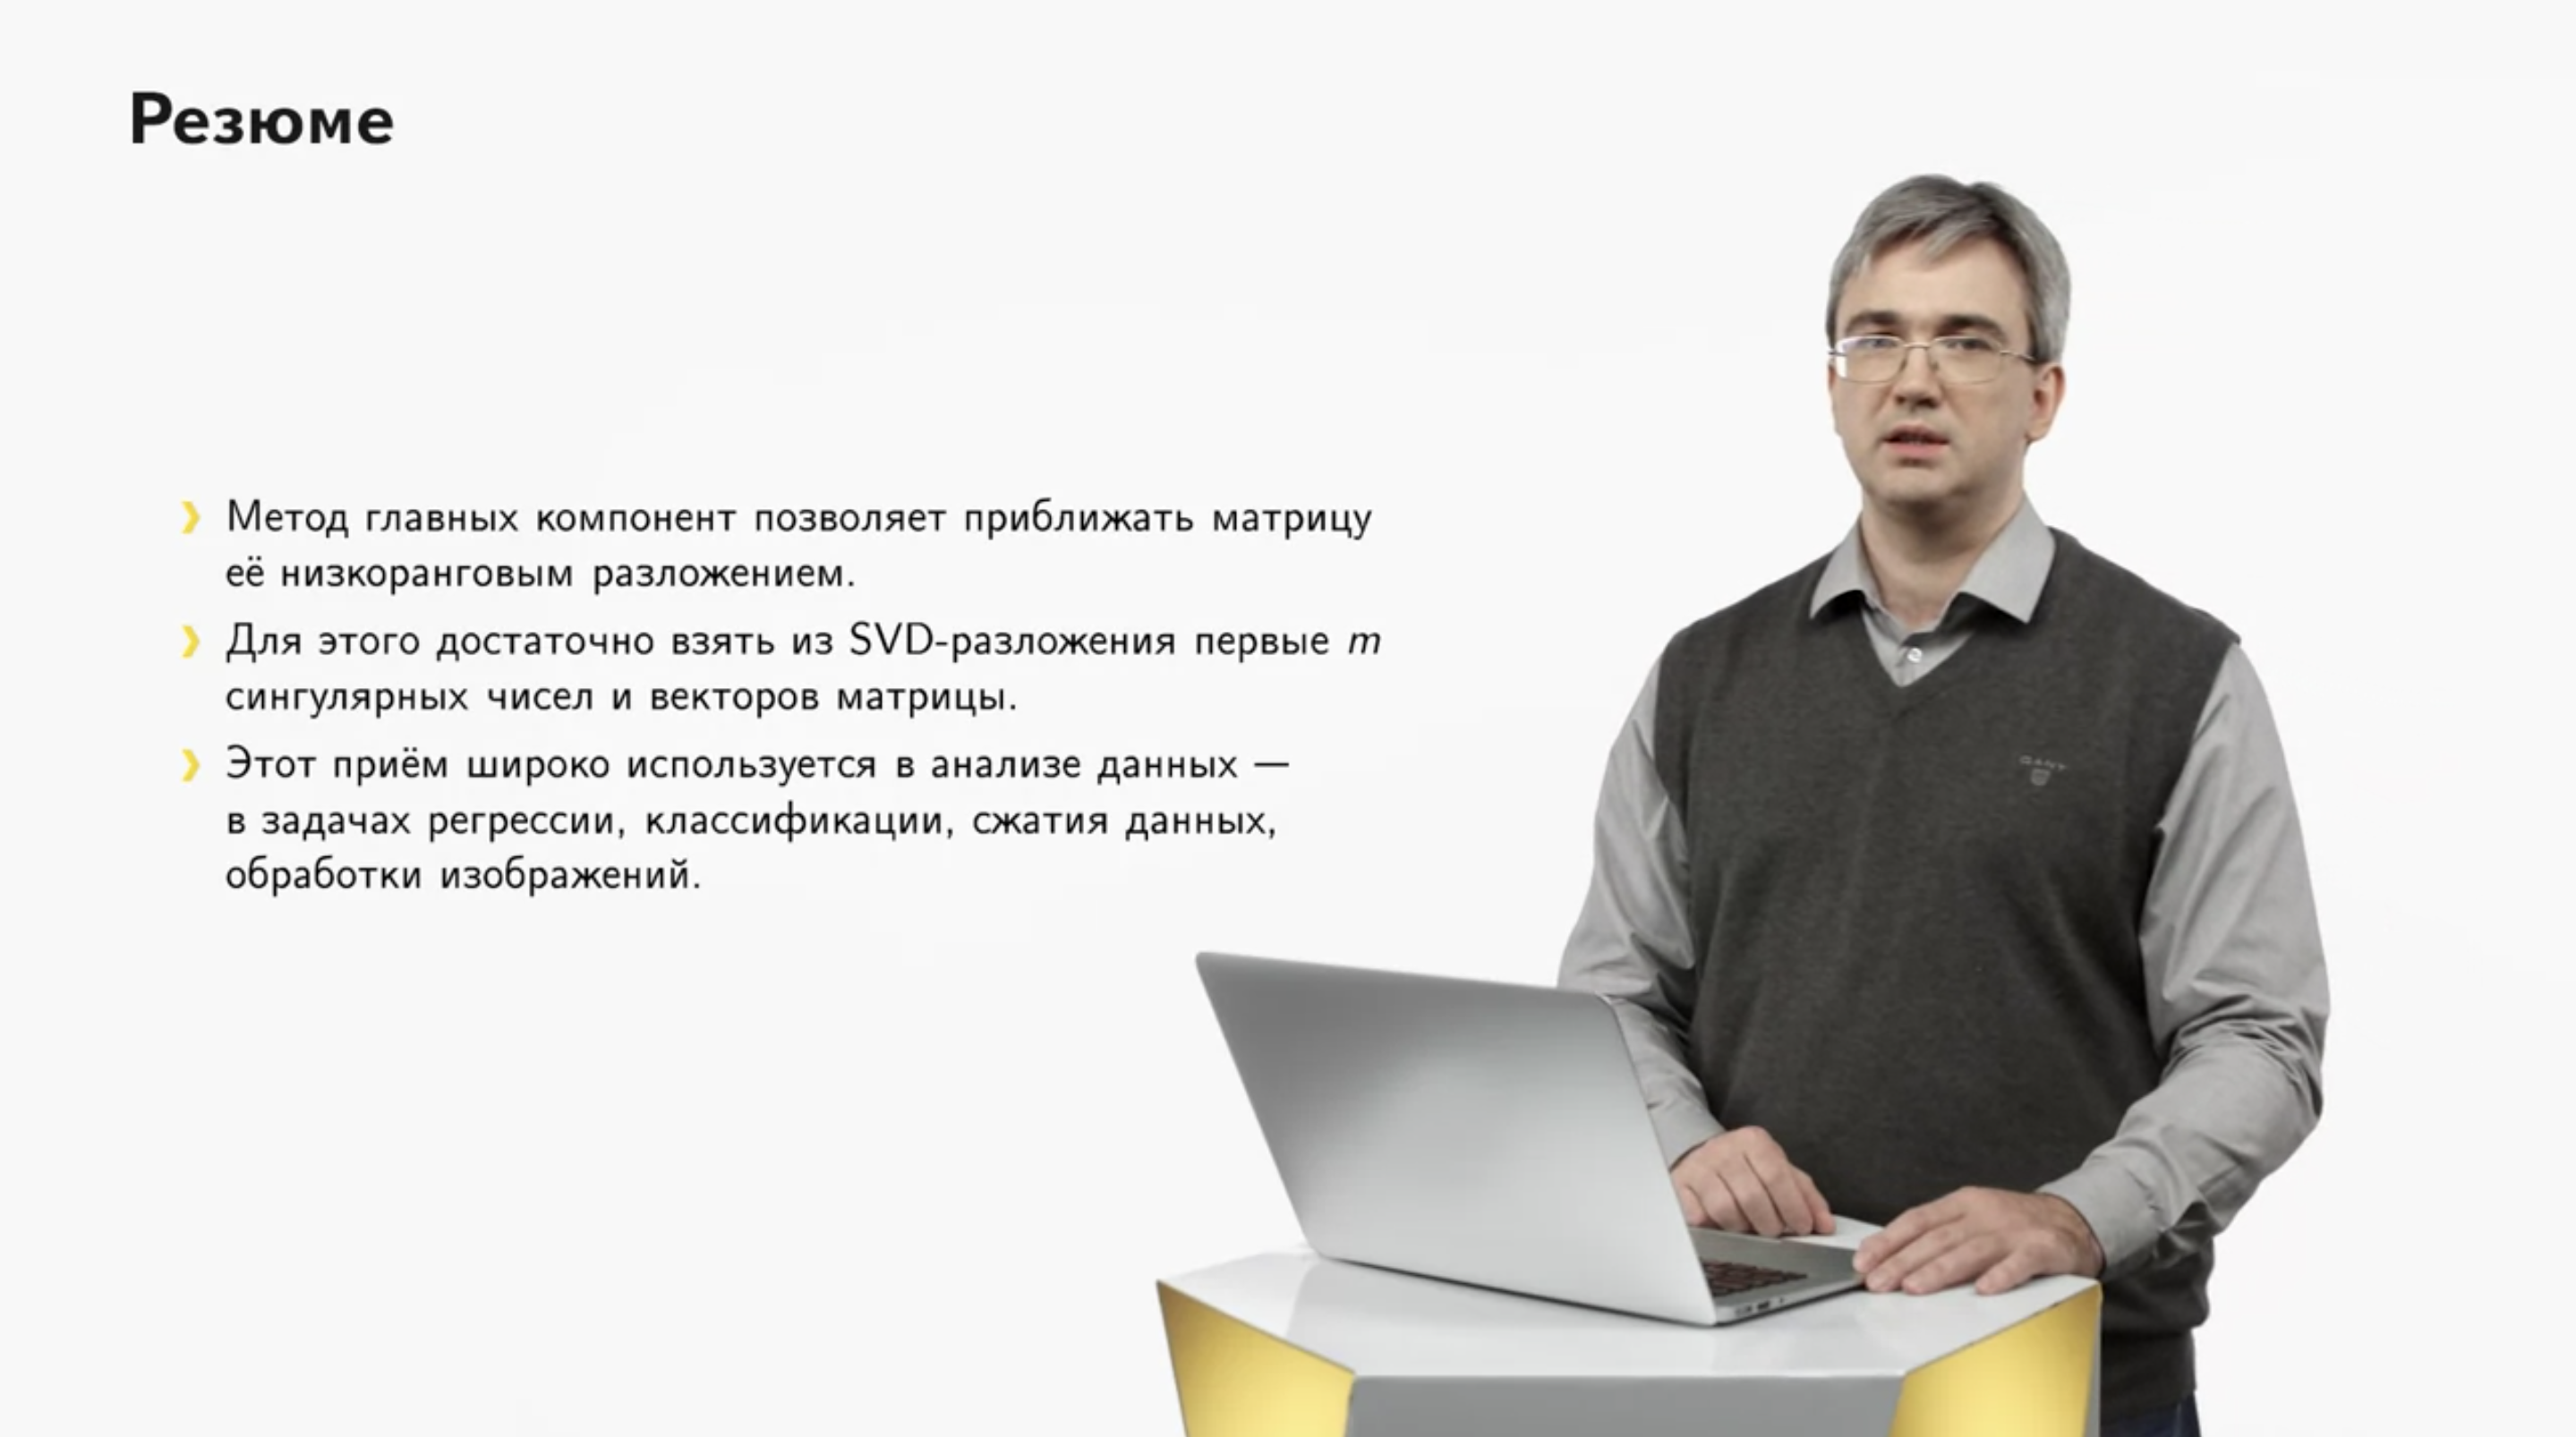 Резюме
Метод главных компонент позволяет приближать матрицу
её низкоранговым разложением.
Для этого достаточно взять из SVD-разложения первые m
сингулярных чисел и векторов матрицы.
Этот приём широко используется в анализе данных —
в задачах регрессии, классификации, сжатия данных,
обработки изображений.
GANT